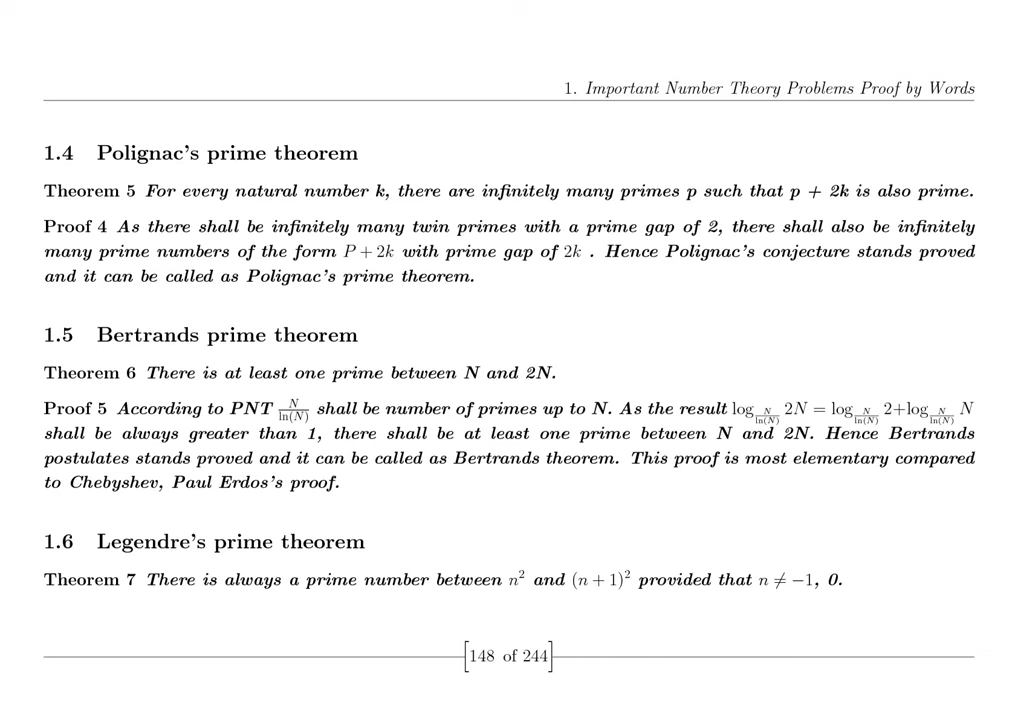 1. Important Number Theory Problems Proof by Words
1.4 Polignac's prime theorem
Theorem 5 For every natural number k, there are infinitely many primes p such that p + 2k is also prime.
Proof 4 As there shall be infinitely many twin primes with a prime gap of 2, there shall also be infinitely
many prime numbers of the form P + 2k with prime gap of 2k . Hence Polignac's conjecture stands proved
and it can be called as Polignac's prime theorem.
1.5 Bertrands prime theorem
Theorem 6 There is at least one prime between N and 2N.
Proof 5 According to PNT $\frac{N}{\ln(N)}$ shall be number of primes up to N. As the result $\log_{\frac{N}{\ln(N)}} 2N = \log_{\frac{N}{\ln(N)}} 2 + \log_{\frac{N}{\ln(N)}} N$
shall be always greater than 1, there shall be at least one prime between N and 2N. Hence Bertrands
postulates stands proved and it can be called as Bertrands theorem. This proof is most elementary compared
to Chebyshev, Paul Erdos's proof.
1.6 Legendre's prime theorem
Theorem 7 There is always a prime number between $n^2$ and $(n + 1)^2$ provided that $n \neq -1$, 0.
[148 of 244]